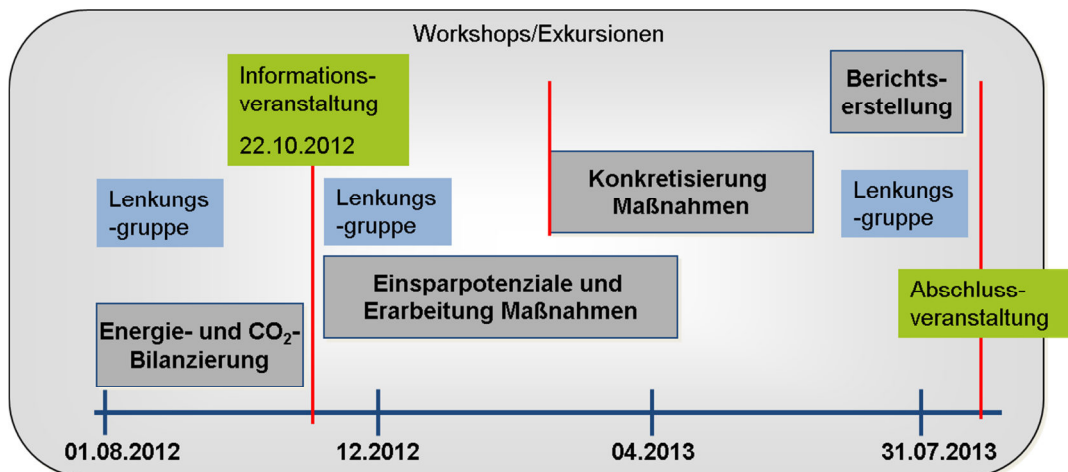 Workshops/Exkursionen
Informations-
veranstaltung
22.10.2012
Berichts-
erstellung
Lenkungs
-gruppe
Lenkungs
-gruppe
Konkretisierung
Maßnahmen
Lenkungs
-gruppe
Einsparpotenziale und
Erarbeitung Maßnahmen
Abschluss-
veranstaltung
Energie- und CO₂-
Bilanzierung
01.08.2012
12.2012
04.2013
31.07.2013